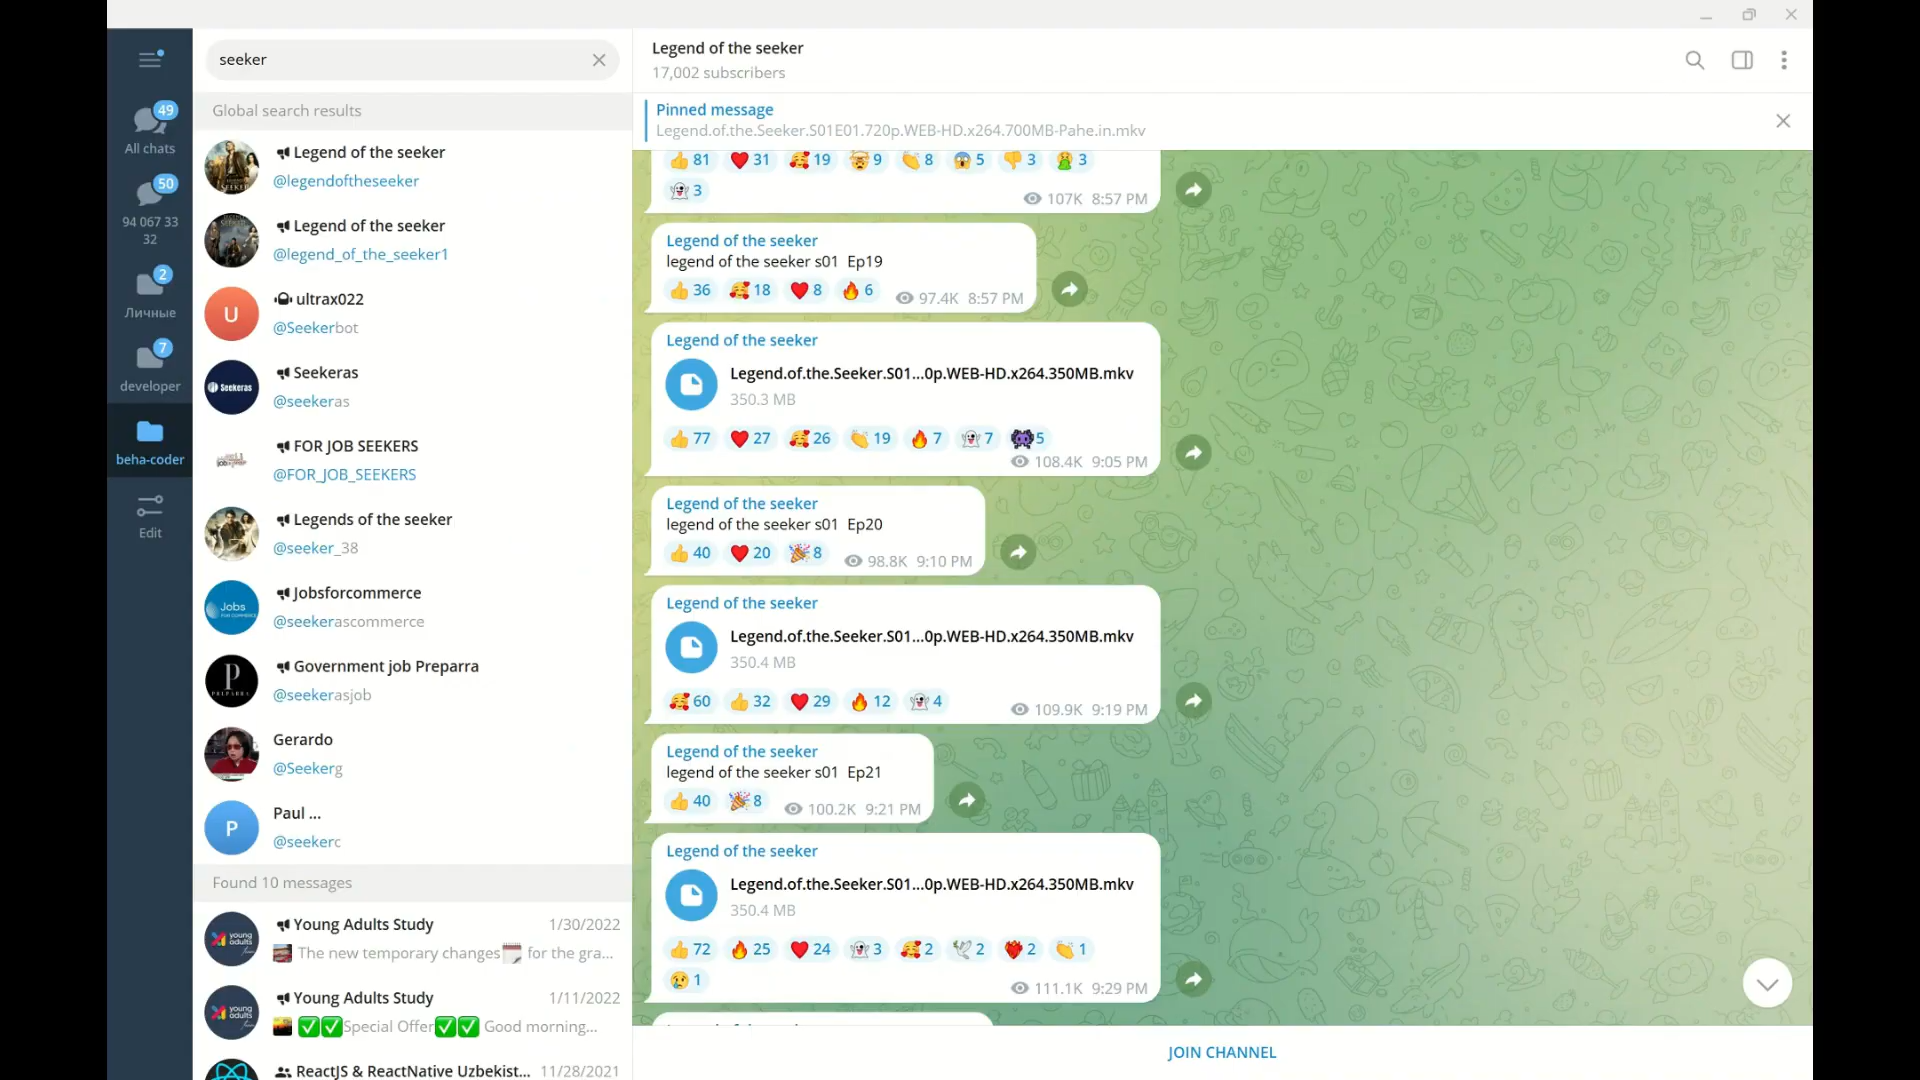 seeker
Global search results
Legend of the seeker
@legendoftheseeker
Legend of the seeker
@legend_of_the_seeker1
U
ultrax022
@Seekerbot
Seekeras
Seekeras
@seekeras
FOR JOB SEEKERS
@FOR_JOB_SEEKERS
Legends of the seeker
@seeker_38
Jobs
Jobsforcommerce
@seekerascommerce
P
PREPARRA
Government job Preparra
@seekerasjob
Gerardo
@Seekerg
P
Paul ...
@seekerc
Found 10 messages
young adults
Young Adults Study
1/30/2022
The new temporary changes for the gra...
young adults
Young Adults Study
1/11/2022
Special Offer Good morning...
ReactJS & ReactNative Uzbekist...
11/28/2021
49
All chats
50
94 067 33
32
2
Личные
7
developer
beha-coder
Edit
Legend of the seeker
17,002 subscribers
Pinned message
Legend.of.the.Seeker.S01E01.720p.WEB-HD.x264.700MB-Pahe.in.mkv
81 31 19 9 8 5 3 3
3
107K 8:57 PM
Legend of the seeker
legend of the seeker s01 Ep19
36 18 8 6
97.4K 8:57 PM
Legend of the seeker
Legend.of.the.Seeker.S01...0p.WEB-HD.x264.350MB.mkv
350.3 MB
77 27 26 19 7 7 5
108.4K 9:05 PM
Legend of the seeker
legend of the seeker s01 Ep20
40 20 8
98.8K 9:10 PM
Legend of the seeker
Legend.of.the.Seeker.S01...0p.WEB-HD.x264.350MB.mkv
350.4 MB
60 32 29 12 4
109.9K 9:19 PM
Legend of the seeker
legend of the seeker s01 Ep21
40 8
100.2K 9:21 PM
Legend of the seeker
Legend.of.the.Seeker.S01...0p.WEB-HD.x264.350MB.mkv
350.4 MB
72 25 24 3 2 2 2 1
1
111.1K 9:29 PM
JOIN CHANNEL